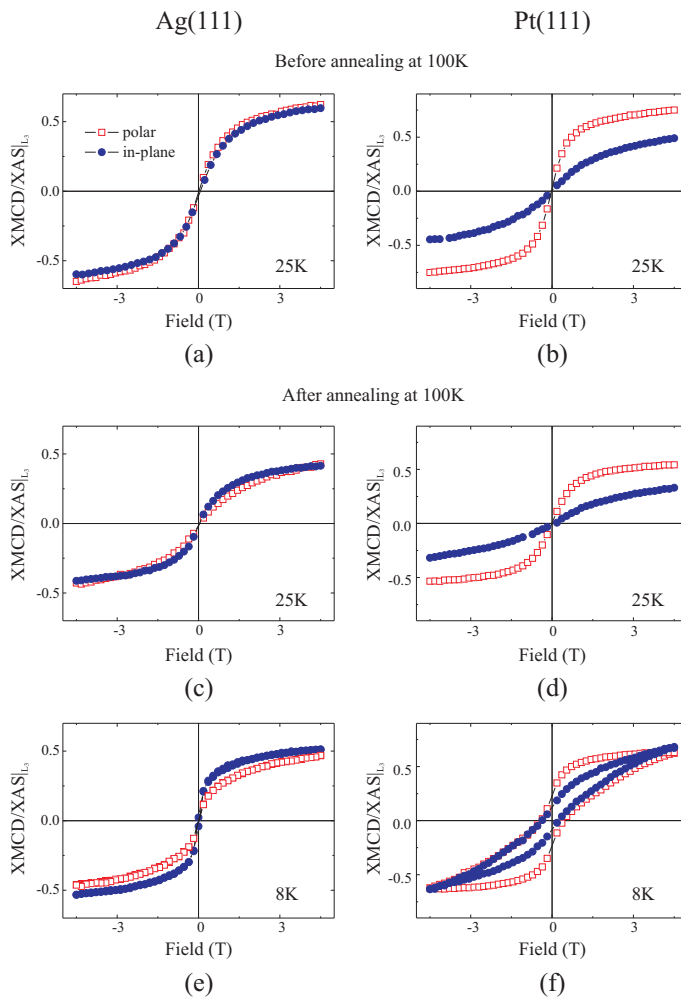 Ag(111) Pt(111)
Before annealing at 100K
XMCD/XAS|L₃
0.5
0.0
-0.5
polar
in-plane
25K
-3 0 3
Field (T)
(a)
XMCD/XAS|L₃
0.5
0.0
-0.5
25K
-3 0 3
Field (T)
(b)
After annealing at 100K
XMCD/XAS|L₃
0.5
0.0
-0.5
25K
-3 0 3
Field (T)
(c)
XMCD/XAS|L₃
0.5
0.0
-0.5
25K
-3 0 3
Field (T)
(d)
XMCD/XAS|L₃
0.5
0.0
-0.5
8K
-3 0 3
Field (T)
(e)
XMCD/XAS|L₃
0.5
0.0
-0.5
8K
-3 0 3
Field (T)
(f)